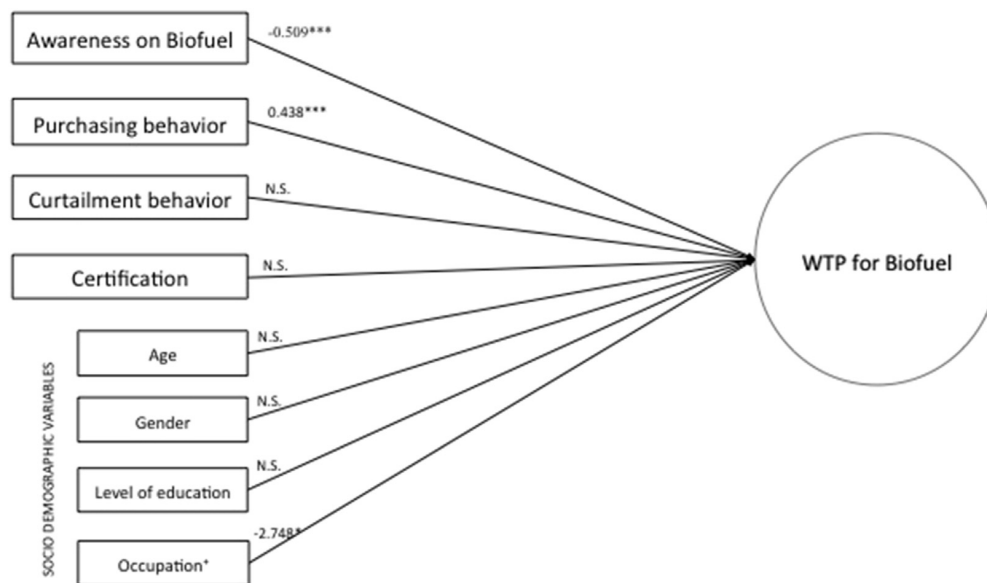 Awareness on Biofuel
-0.509***
Purchasing behavior
0.438***
Curtailment behavior
N.S.
Certification
N.S.
WTP for Biofuel
SOCIO DEMOGRAPHIC VARIABLES
Age
N.S.
Gender
N.S.
Level of education
N.S.
Occupation⁺
-2.748*